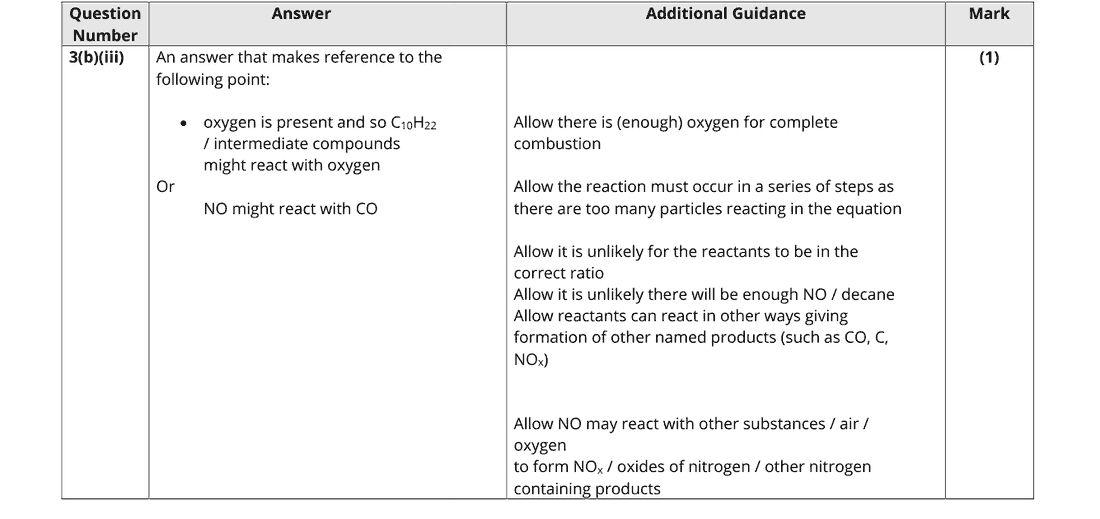 Question Number
Answer
Additional Guidance
Mark
3(b)(iii)
An answer that makes reference to the
following point:
• oxygen is present and so C₁₀H₂₂
/ intermediate compounds
might react with oxygen
Or
NO might react with CO
Allow there is (enough) oxygen for complete
combustion
Allow the reaction must occur in a series of steps as
there are too many particles reacting in the equation
Allow it is unlikely for the reactants to be in the
correct ratio
Allow it is unlikely there will be enough NO / decane
Allow reactants can react in other ways giving
formation of other named products (such as CO, C,
NOₓ)
Allow NO may react with other substances / air /
oxygen
to form NOₓ / oxides of nitrogen / other nitrogen
containing products
(1)